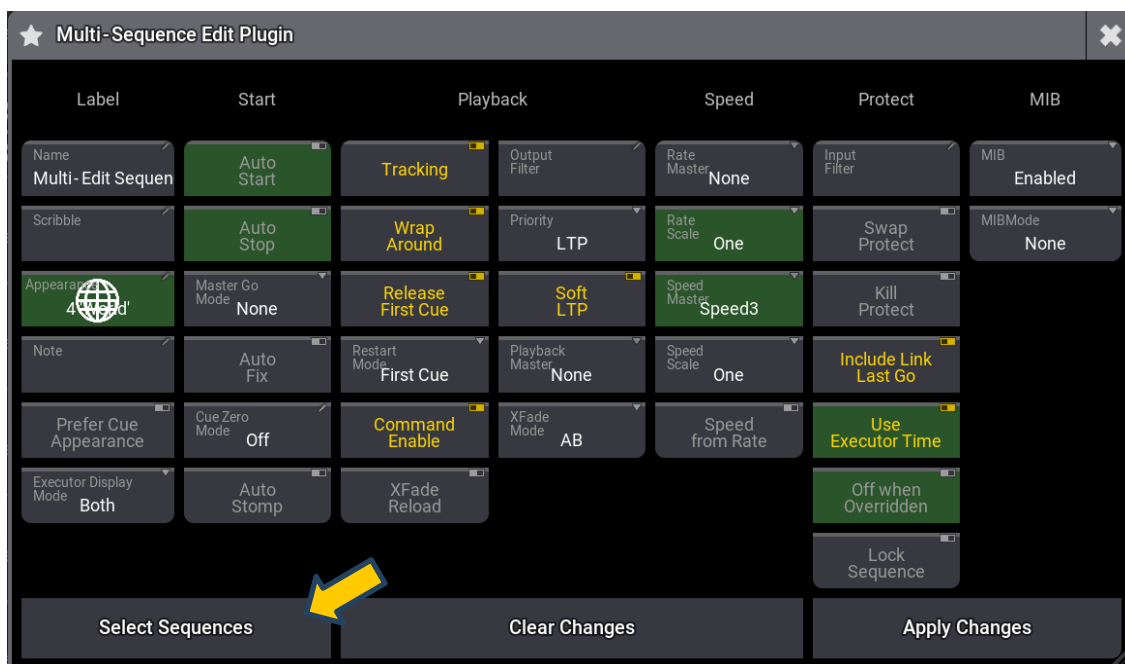 Multi-Sequence Edit Plugin
Label Start Playback Speed Protect MIB
Name
Multi-Edit Sequen
Auto
Start
Tracking
Output
Filter
Rate
Master
None
Input
Filter
MIB
Enabled
Scribble
Auto
Stop
Wrap
Around
Priority
LTP
Rate
Scale
One
Swap
Protect
MIBMode
None
Appearance
Master Go
Mode
None
Release
First Cue
Soft
LTP
Speed
Master
Speed3
Kill
Protect
Note
Auto
Fix
Restart
Mode
First Cue
Playback
Master
None
Speed
Scale
One
Include Link
Last Go
Prefer Cue
Appearance
Cue Zero
Mode
Off
Command
Enable
XFade
Mode
AB
Speed
from Rate
Use
Executor Time
Executor Display
Mode
Both
Auto
Stomp
XFade
Reload
Off when
Overridden
Lock
Sequence
Select Sequences
Clear Changes
Apply Changes